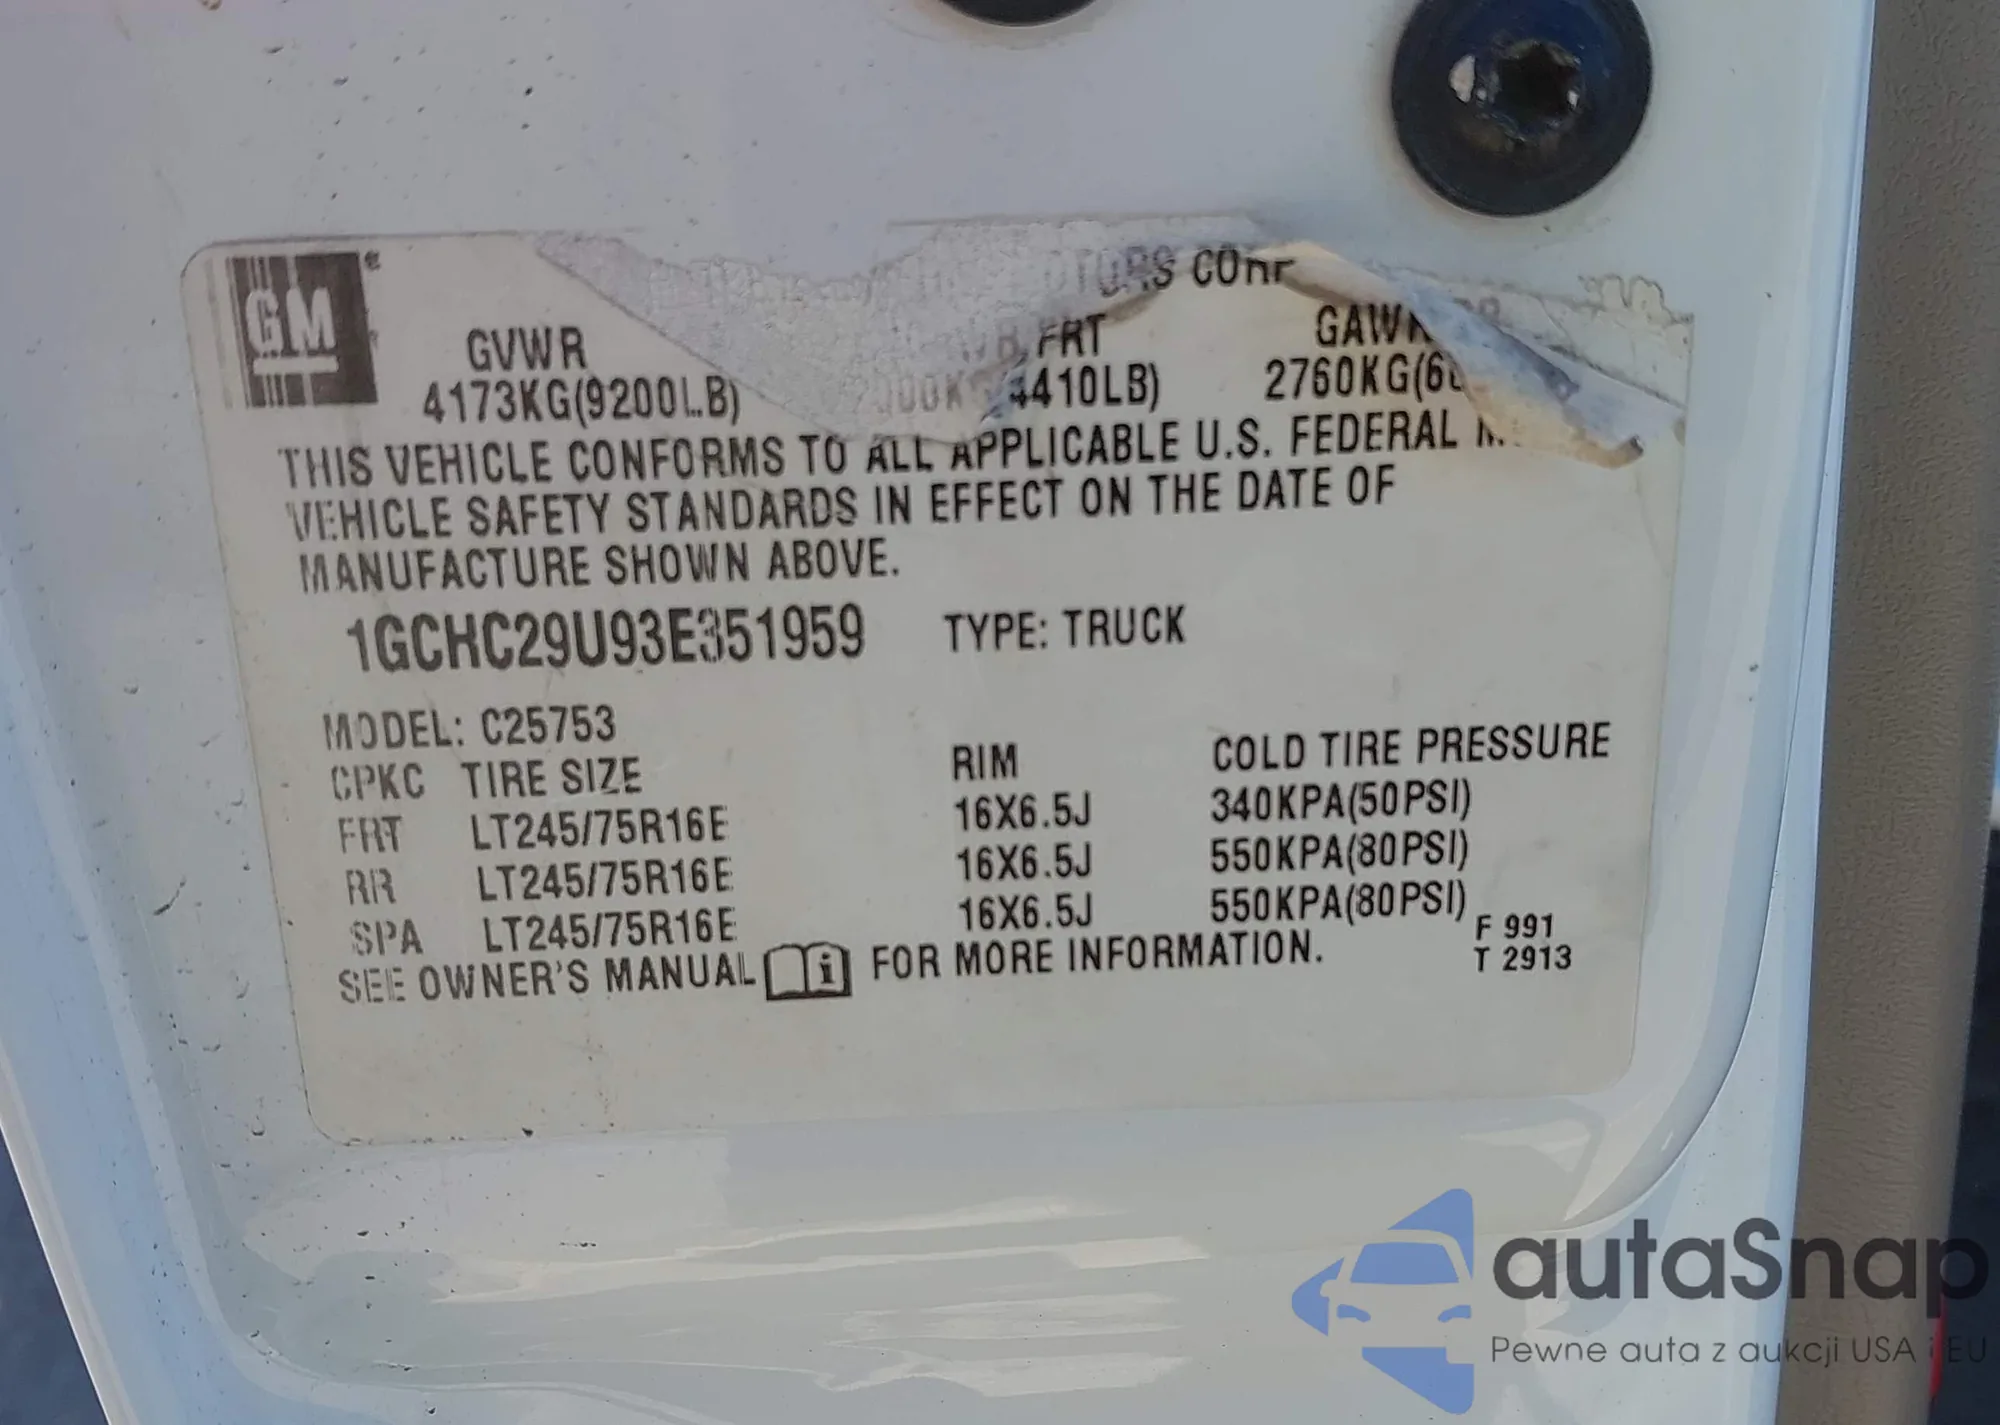 GM
CORP
GVWR FRT
4173KG(9200LB) 4410LB) 2760KG(
THIS VEHICLE CONFORMS TO ALL APPLICABLE U.S. FEDERAL
VEHICLE SAFETY STANDARDS IN EFFECT ON THE DATE OF
MANUFACTURE SHOWN ABOVE.
1GCHC29U93E351959 TYPE: TRUCK
MODEL: C25753
CPKC TIRE SIZE RIM COLD TIRE PRESSURE
FRT LT245/75R16E 16X6.5J 340KPA(50PSI)
RR LT245/75R16E 16X6.5J 550KPA(80PSI)
SPA LT245/75R16E 16X6.5J 550KPA(80PSI)
F 991
T 2913
SEE OWNER'S MANUAL i FOR MORE INFORMATION.
autaSnap
Pewne auta z aukcji USA i EU